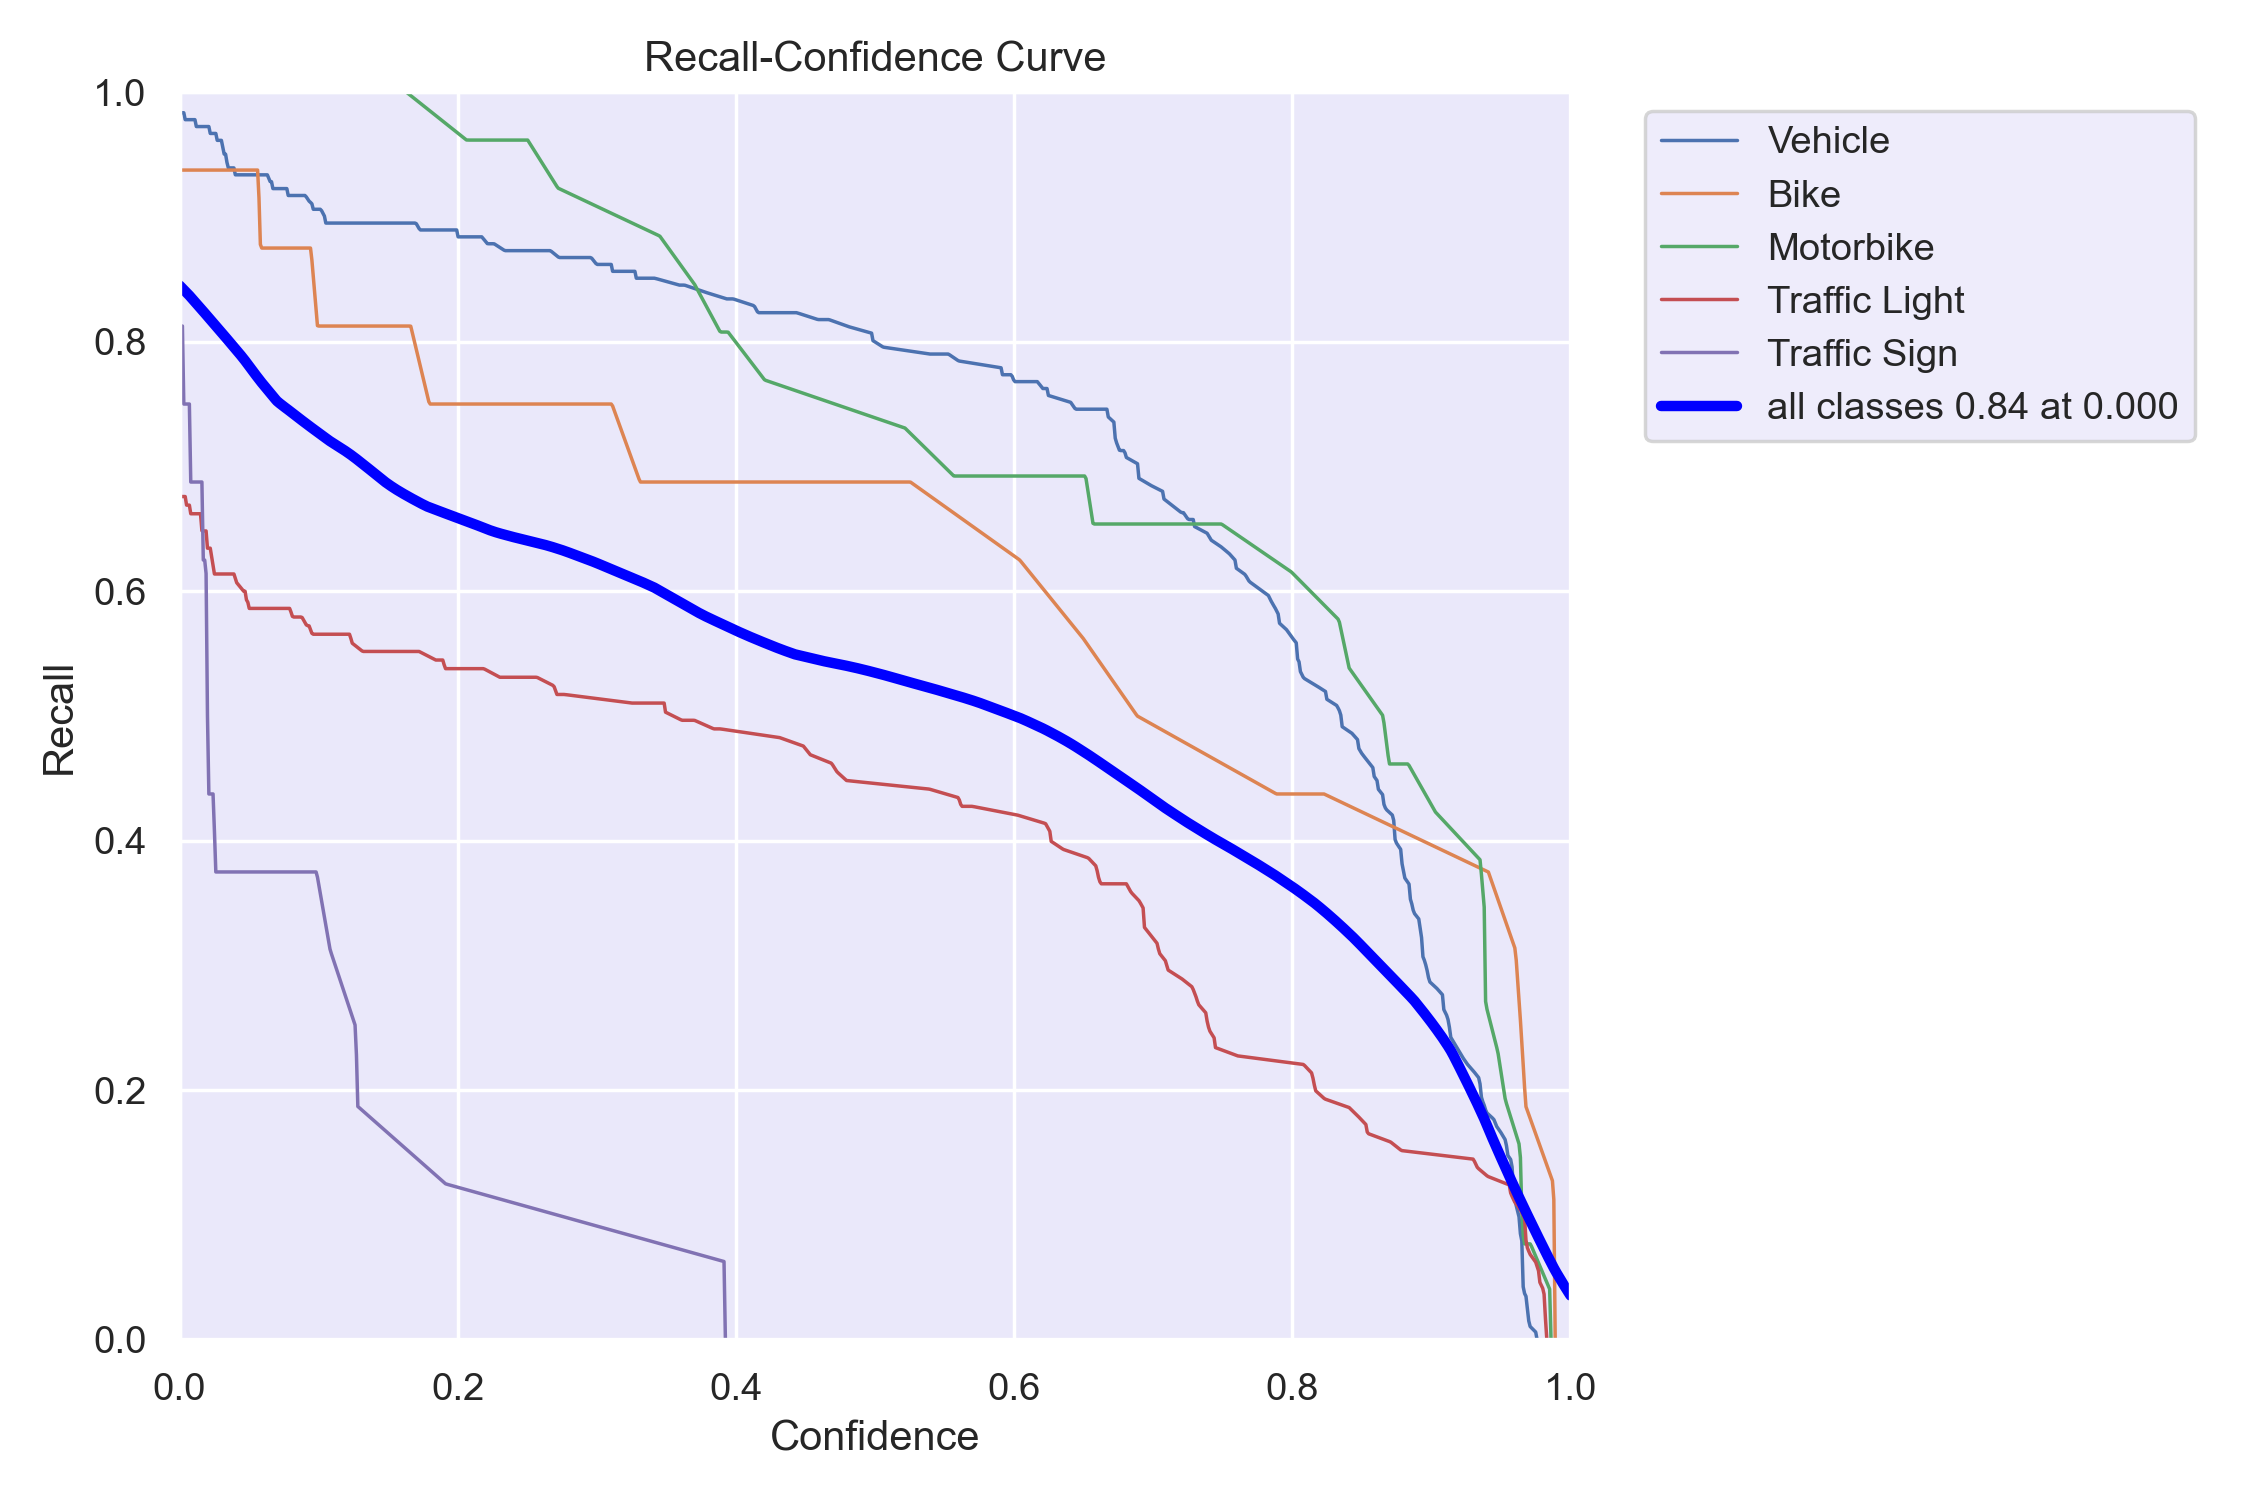 Recall-Confidence Curve
1.0
0.8
0.6
0.4
0.2
0.0
Recall
0.0 0.2 0.4 0.6 0.8 1.0
Confidence
Vehicle
Bike
Motorbike
Traffic Light
Traffic Sign
all classes 0.84 at 0.000